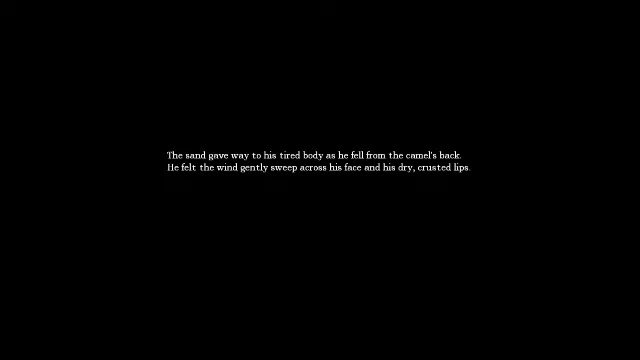 The sand gave way to his tired body as he fell from the camel's back.
He felt the wind gently sweep across his face and his dry, crusted lips.